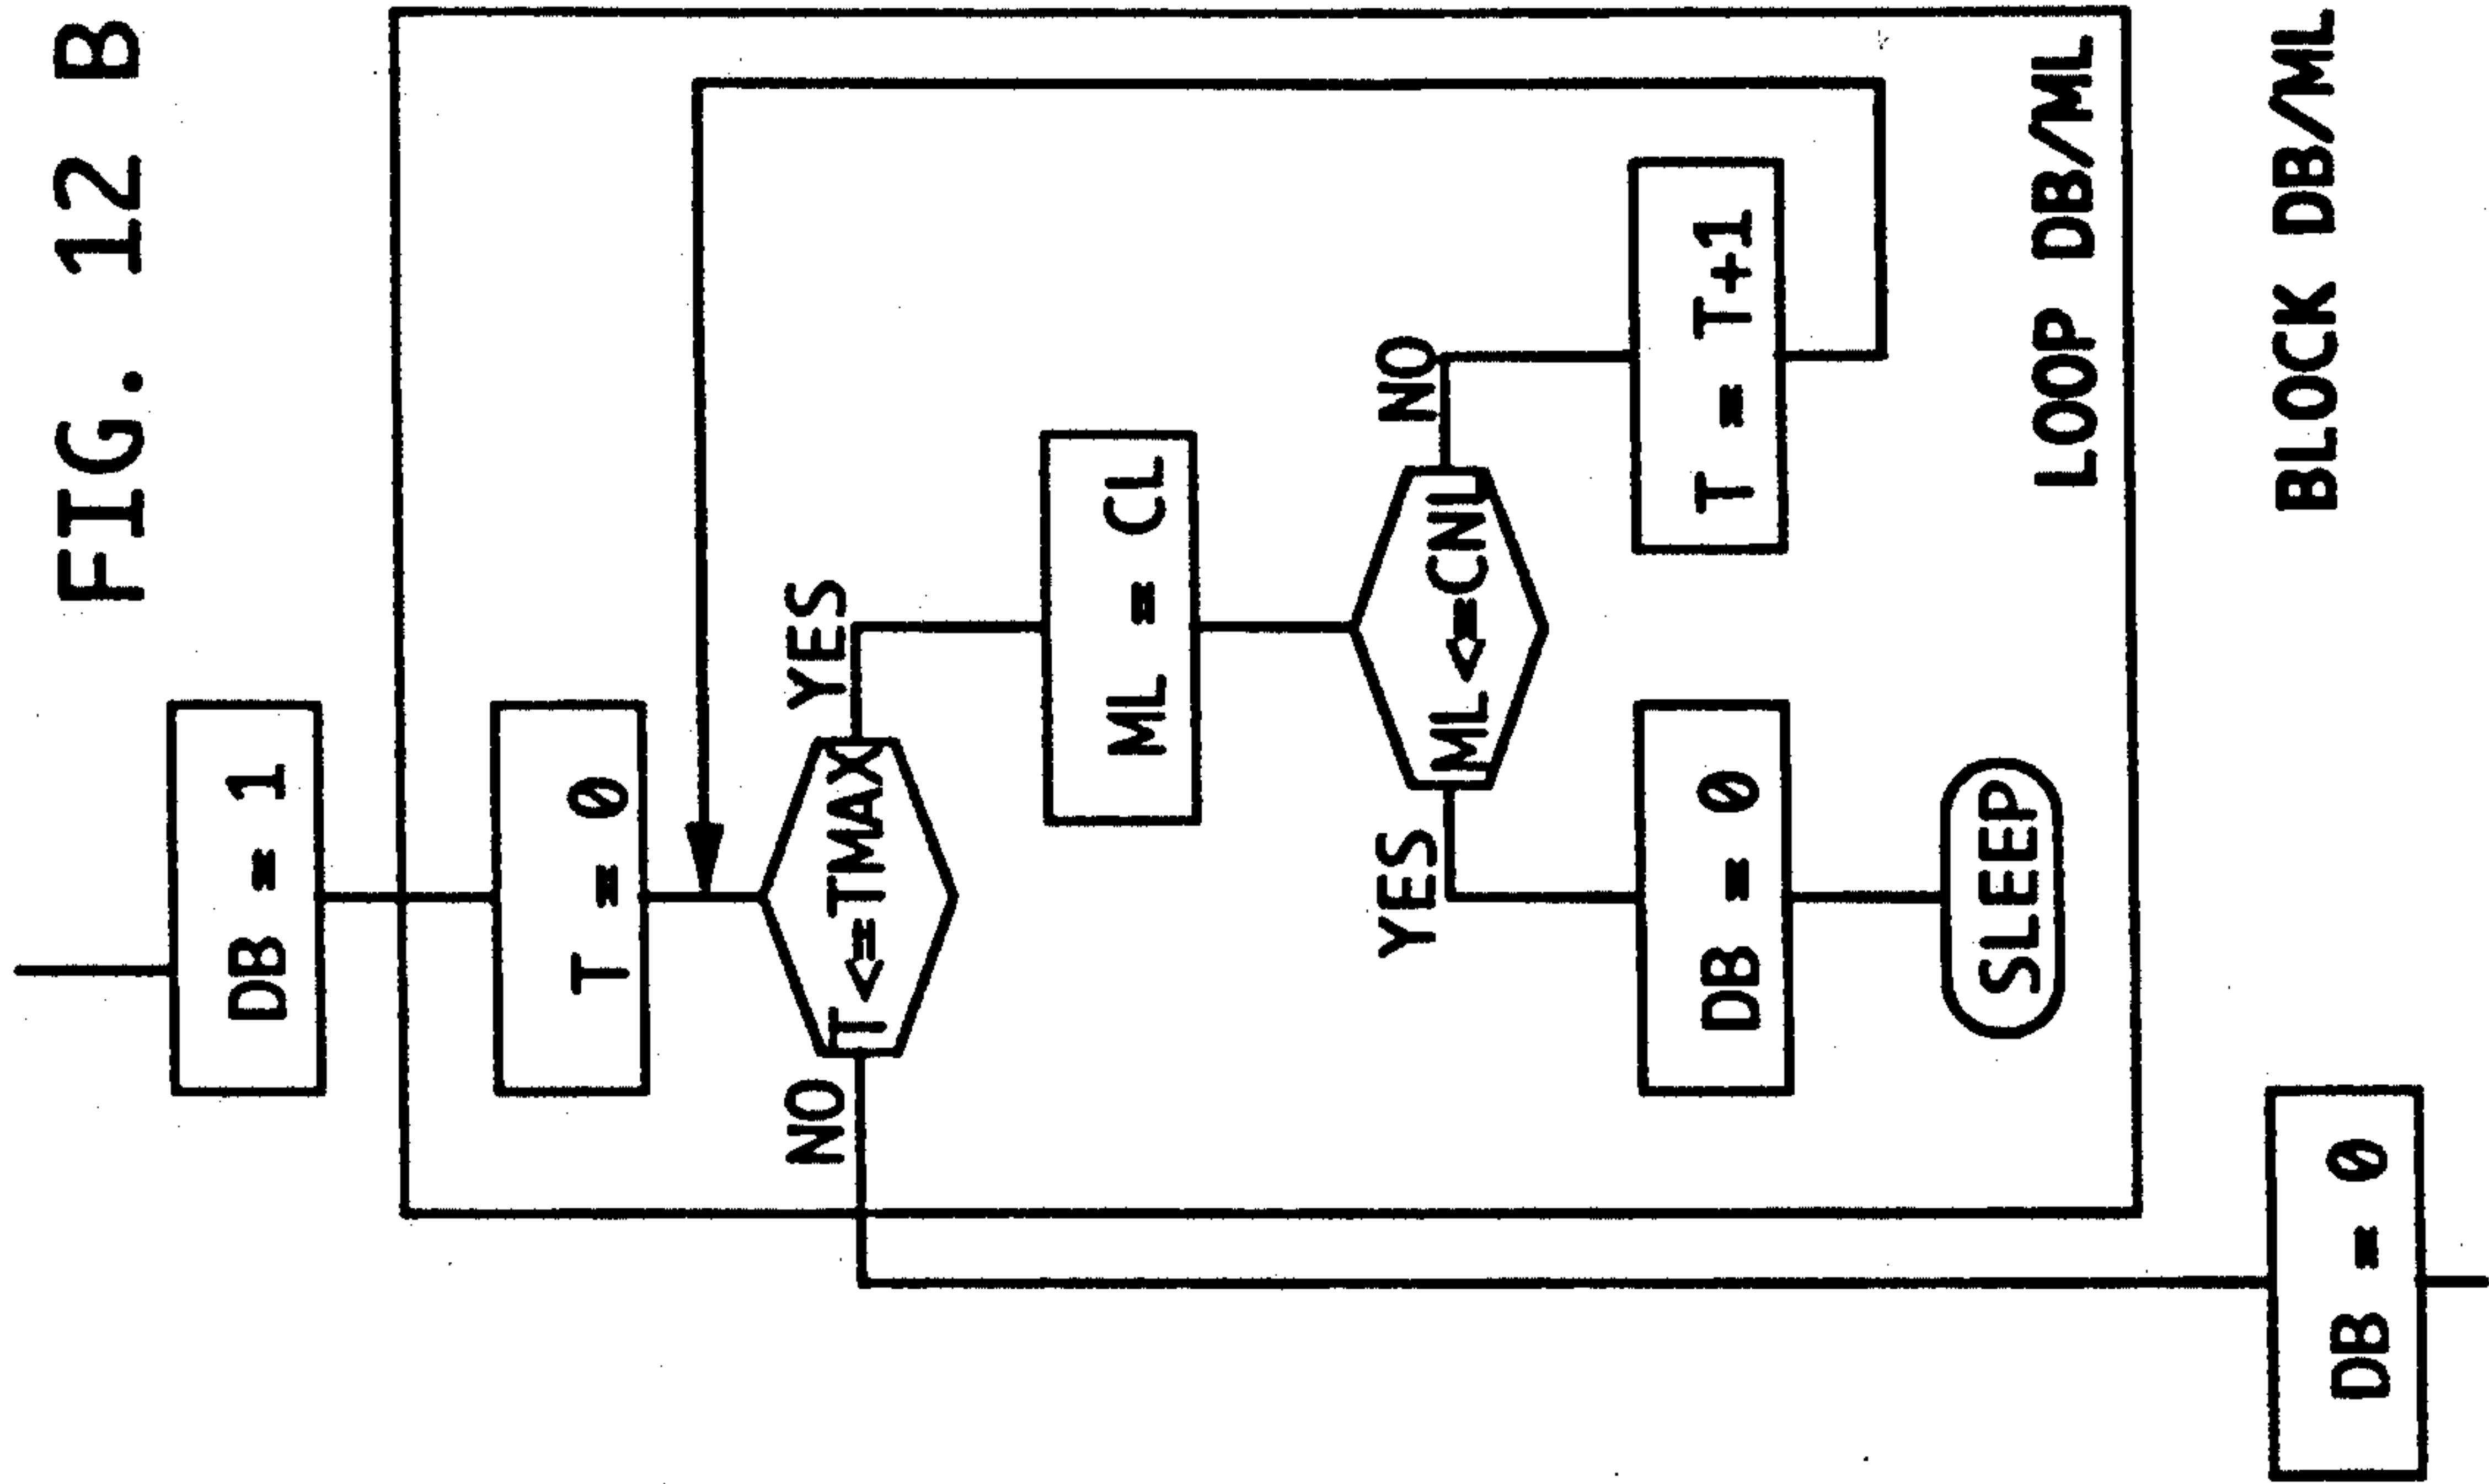 FIG. 12 B
DB = 1
T = 0
NO
T<=TMAX
YES
ML = CL
YES
ML<=CNL
NO
DB = 0
T = T+1
SLEEP
LOOP DB/ML
BLOCK DB/ML
DB = 0